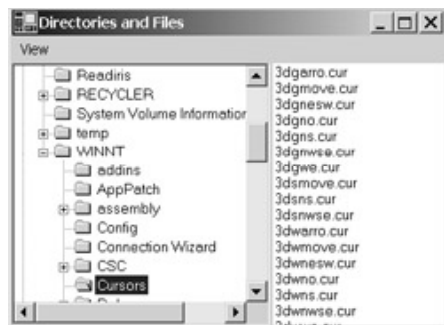 Directories and Files
View
Readiris
RECYCLER
System Volume Information
temp
WINNT
addins
AppPatch
assembly
Config
Connection Wizard
CSC
Cursors
3dgarro.cur
3dgmove.cur
3dgnesw.cur
3dgno.cur
3dgns.cur
3dgnwse.cur
3dgwe.cur
3dsmove.cur
3dsns.cur
3dsnwse.cur
3dwarro.cur
3dwmove.cur
3dwnesw.cur
3dwno.cur
3dwns.cur
3dwnwse.cur